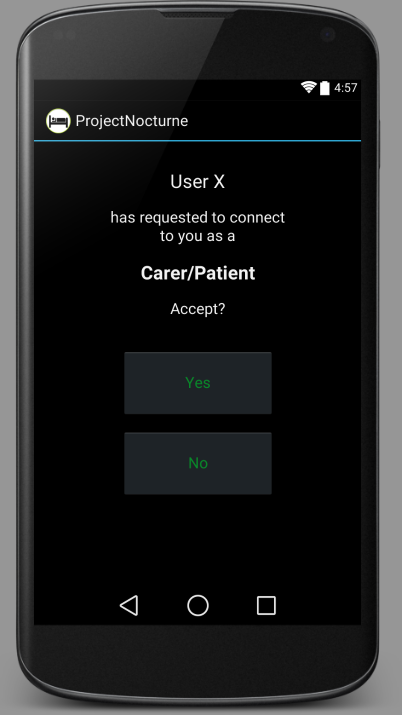 4:57
ProjectNocturne
User X
has requested to connect
to you as a
Carer/Patient
Accept?
Yes
No